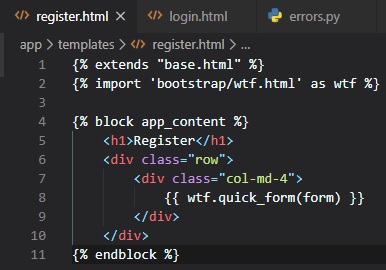 register.html × login.html errors.py
app > templates > register.html > ...
1 {% extends "base.html" %}
2 {% import 'bootstrap/wtf.html' as wtf %}
3
4 {% block app_content %}
5     <h1>Register</h1>
6     <div class="row">
7         <div class="col-md-4">
8             {{ wtf.quick_form(form) }}
9         </div>
10     </div>
11 {% endblock %}